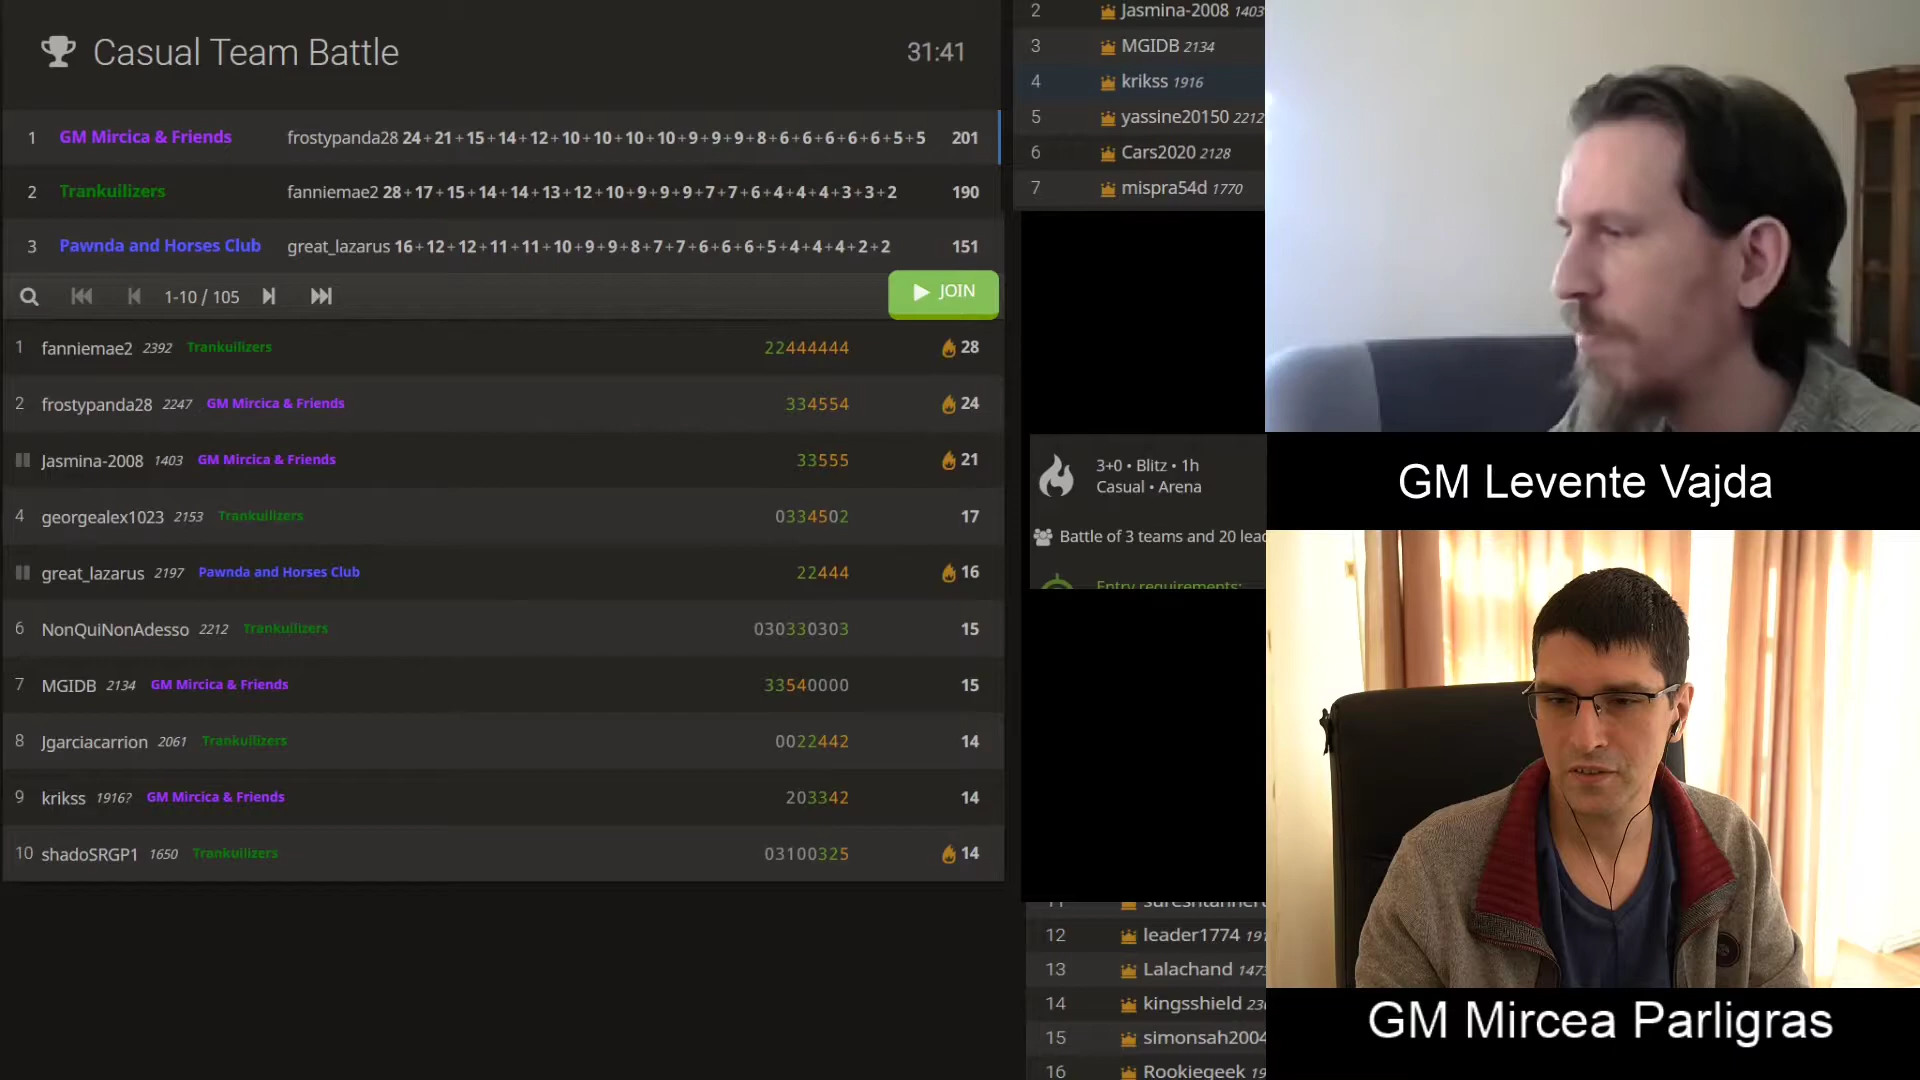 Casual Team Battle 31:41
1 GM Mircica & Friends frostypanda28 24+21+15+14+12+10+10+10+10+9+9+9+8+6+6+6+6+6+5+5 201
2 Trankuilizers fanniemae2 28+17+15+14+14+13+12+10+9+9+9+7+7+6+4+4+4+3+3+2 190
3 Pawnda and Horses Club great_lazarus 16+12+12+11+11+10+9+9+8+7+7+6+6+6+5+4+4+4+2+2 151
1-10 / 105 JOIN
1 fanniemae2 2392 Trankuilizers 22444444 28
2 frostypanda28 2247 GM Mircica & Friends 334554 24
Jasmina-2008 1403 GM Mircica & Friends 33555 21
4 georgealex1023 2153 Trankuilizers 0334502 17
great_lazarus 2197 Pawnda and Horses Club 22444 16
6 NonQuiNonAdesso 2212 Trankuilizers 030330303 15
7 MGIDB 2134 GM Mircica & Friends 33540000 15
8 Jgarciacarrion 2061 Trankuilizers 0022442 14
9 krikss 1916? GM Mircica & Friends 203342 14
10 shadoSRGP1 1650 Trankuilizers 03100325 14
2 Jasmina-2008 1403
3 MGIDB 2134
4 krikss 1916
5 yassine20150 2212
6 Cars2020 2128
7 mispra54d 1770
3+0 • Blitz • 1h
Casual • Arena
Battle of 3 teams and 20 lead
Entry requirements:
12 leader1774 191
13 Lalachand 1473
14 kingsshield 230
15 simonsah2004
16 Rookiegeek 19
GM Levente Vajda
GM Mircea Parligras